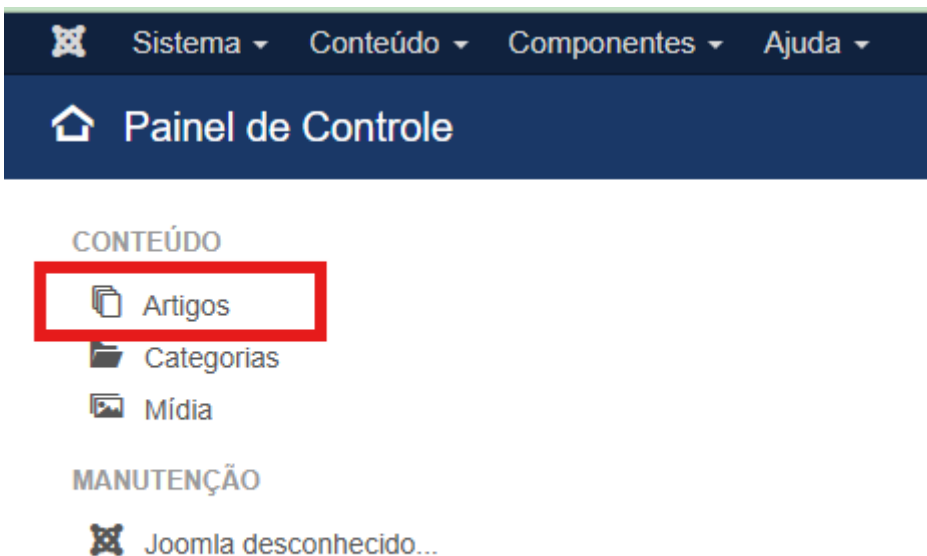 Sistema Conteúdo Componentes Ajuda
Painel de Controle
CONTEÚDO
Artigos
Categorias
Mídia
MANUTENÇÃO
Joomla desconhecido...